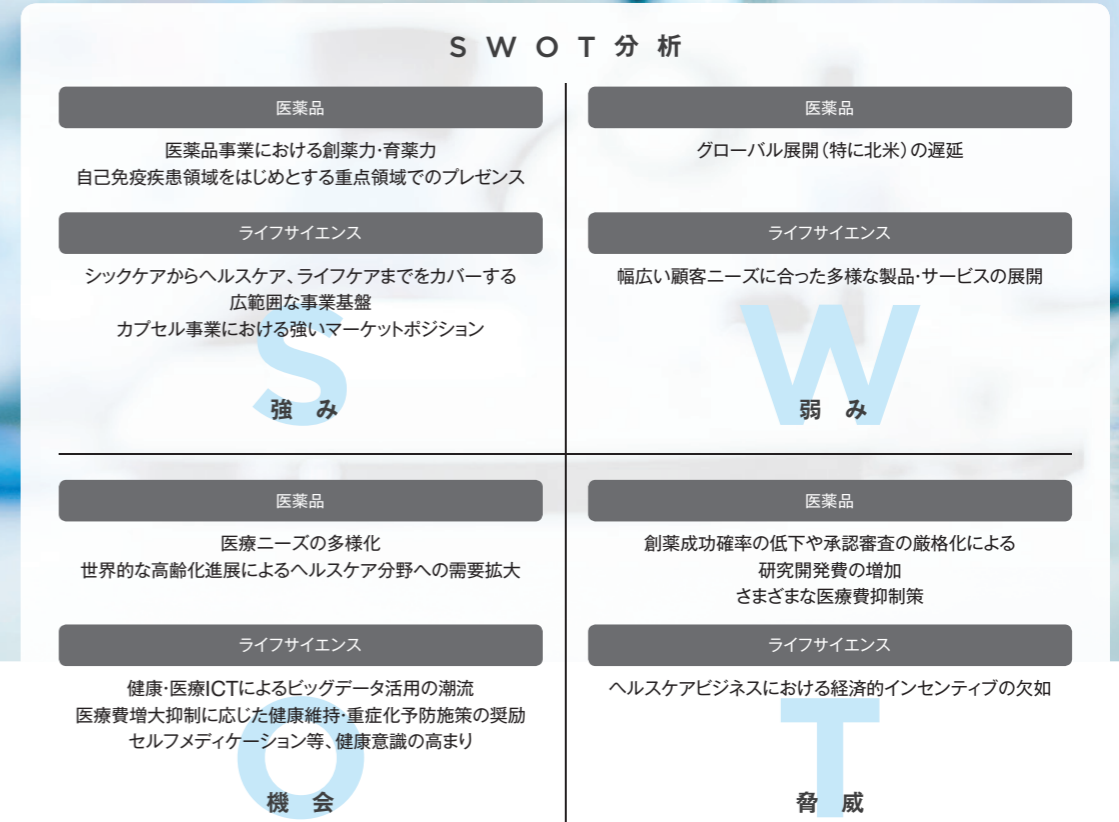 SWOT分析
医薬品
医薬品事業における創薬力・育薬力
自己免疫疾患領域をはじめとする重点領域でのプレゼンス
ライフサイエンス
シックケアからヘルスケア、ライフケアまでをカバーする
広範囲な事業基盤
カプセル事業における強いマーケットポジション
S
強み
医薬品
グローバル展開（特に北米）の遅延
ライフサイエンス
幅広い顧客ニーズに合った多様な製品・サービスの展開
W
弱み
医薬品
医療ニーズの多様化
世界的な高齢化進展によるヘルスケア分野への需要拡大
ライフサイエンス
健康・医療ICTによるビッグデータ活用の潮流
医療費増大抑制に応じた健康維持・重症化予防施策の奨励
セルフメディケーション等、健康意識の高まり
O
機会
医薬品
創薬成功確率の低下や承認審査の厳格化による
研究開発費の増加
さまざまな医療費抑制策
ライフサイエンス
ヘルスケアビジネスにおける経済的インセンティブの欠如
T
脅威